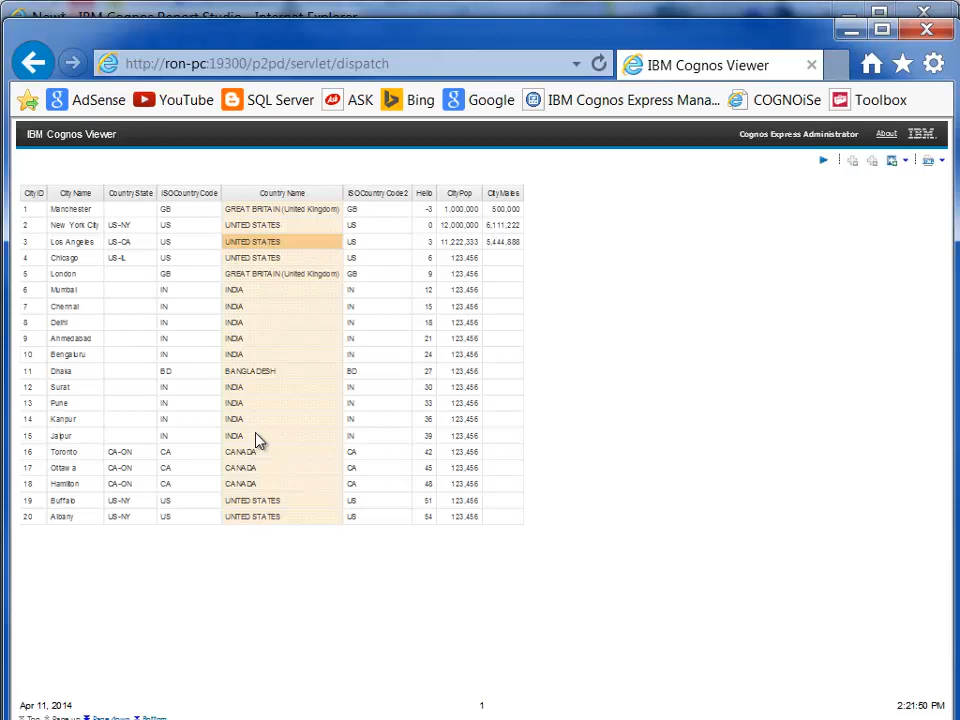 New* - IBM Cognos Report Studio - Internet Explorer
http://ron-pc:19300/p2pd/servlet/dispatch
IBM Cognos Viewer
AdSense YouTube SQL Server ASK Bing Google IBM Cognos Express Mana... COGNOiSe Toolbox
IBM Cognos Viewer Cognos Express Administrator About IBM.
CityID City Name CountryState ISOCountryCode Country Name ISOCountry Code2 Hello CityPop CityMales
1 Manchester GB GREAT BRITAIN (United Kingdom) GB -3 1,000,000 500,000
2 New York City US-NY US UNITED STATES US 0 12,000,000 6,111,222
3 Los Angeles US-CA US UNITED STATES US 3 11,222,333 5,444,888
4 Chicago US-IL US UNITED STATES US 6 123,456
5 London GB GREAT BRITAIN (United Kingdom) GB 9 123,456
6 Mumbai IN INDIA IN 12 123,456
7 Chennai IN INDIA IN 15 123,456
8 Delhi IN INDIA IN 18 123,456
9 Ahmedabad IN INDIA IN 21 123,456
10 Bengaluru IN INDIA IN 24 123,456
11 Dhaka BD BANGLADESH BD 27 123,456
12 Surat IN INDIA IN 30 123,456
13 Pune IN INDIA IN 33 123,456
14 Kanpur IN INDIA IN 36 123,456
15 Jaipur IN INDIA IN 39 123,456
16 Toronto CA-ON CA CANADA CA 42 123,456
17 Ottawa CA-ON CA CANADA CA 45 123,456
18 Hamilton CA-ON CA CANADA CA 48 123,456
19 Buffalo US-NY US UNITED STATES US 51 123,456
20 Albany US-NY US UNITED STATES US 54 123,456
Apr 11, 2014 1 2:21:50 PM
Top Page up Page down Bottom